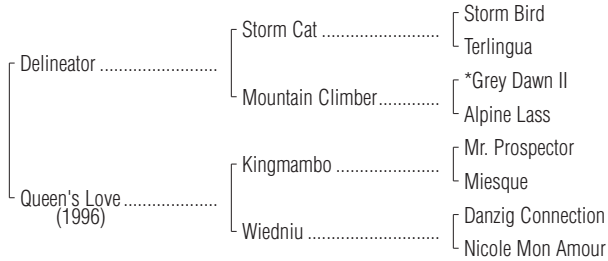 Storm Bird
Storm Cat ......................
Terlingua
Delineator ......................
*Grey Dawn II
Mountain Climber.............
Alpine Lass
Mr. Prospector
Kingmambo ...................
Miesque
Queen's Love..................
(1996)
Danzig Connection
Wiedniu .........................
Nicole Mon Amour